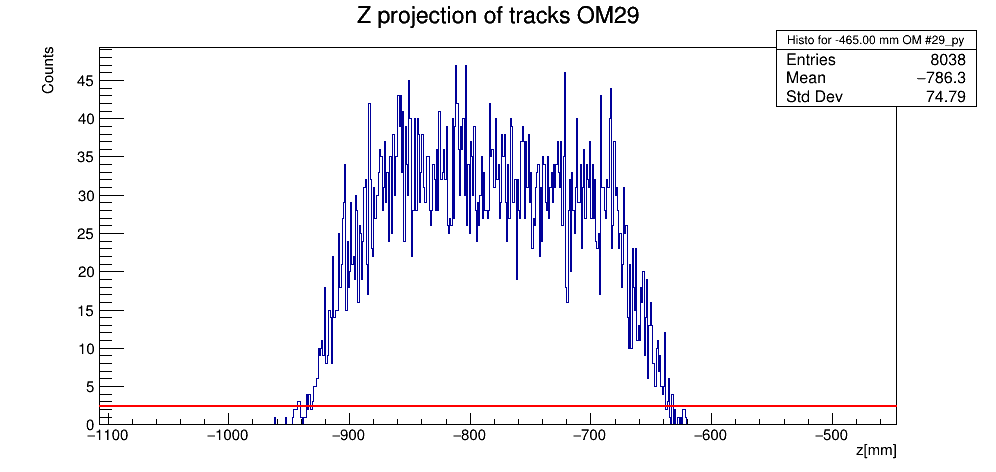 Z projection of tracks OM29
Histo for -465.00 mm OM #29_py
Entries 8038
Mean −786.3
Std Dev 74.79
Counts
45
40
35
30
25
20
15
10
5
0
−1100 −1000 −900 −800 −700 −600 −500
z[mm]